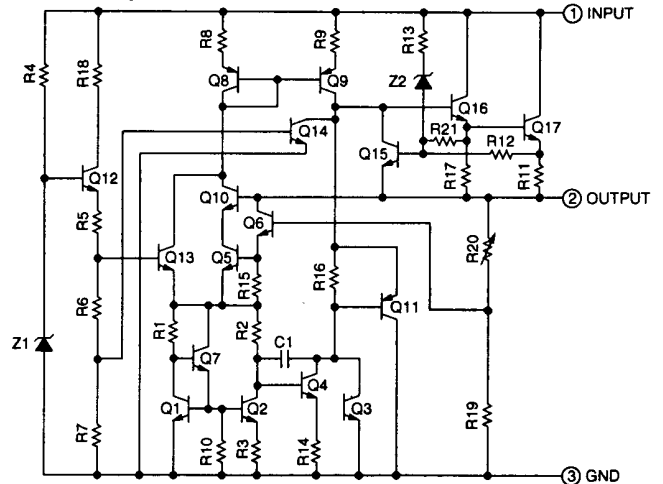 1 INPUT
R8
R9
R13
R4
R18
Z2
Q8
Q9
Q16
Q14
R21
Q17
R12
Q15
Q12
R17
R11
Q10
2 OUTPUT
R5
Q6
Q13
Q5
R20
R15
R16
R6
Q11
R1
R2
C1
Z1
Q7
Q4
Q1
Q2
Q3
R19
R7
R10
R3
R14
3 GND